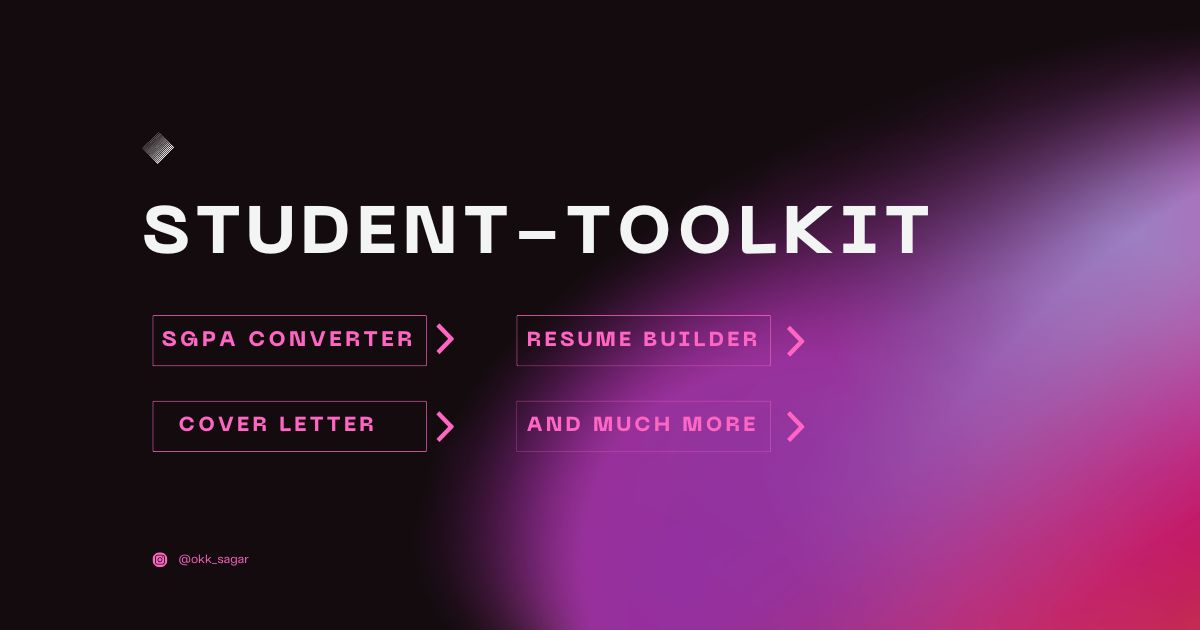 STUDENT-TOOLKIT
SGPA CONVERTER
RESUME BUILDER
COVER LETTER
AND MUCH MORE
@okk_sagar